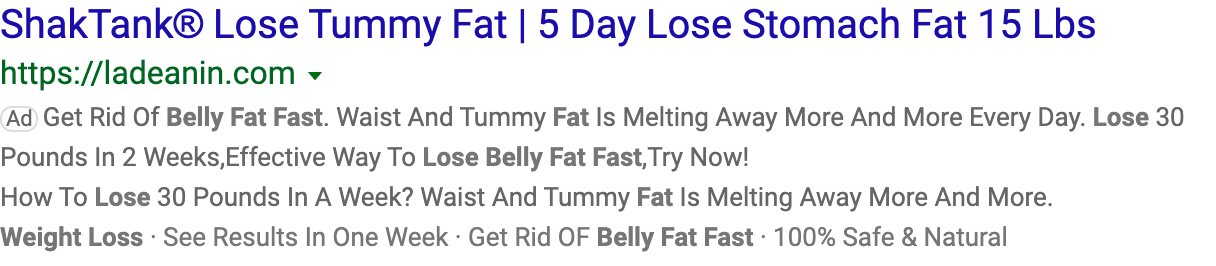 ShakTank® Lose Tummy Fat | 5 Day Lose Stomach Fat 15 Lbs
https://ladeanin.com
Ad Get Rid Of Belly Fat Fast. Waist And Tummy Fat Is Melting Away More And More Every Day. Lose 30
Pounds In 2 Weeks,Effective Way To Lose Belly Fat Fast,Try Now!
How To Lose 30 Pounds In A Week? Waist And Tummy Fat Is Melting Away More And More.
Weight Loss · See Results In One Week · Get Rid OF Belly Fat Fast · 100% Safe & Natural